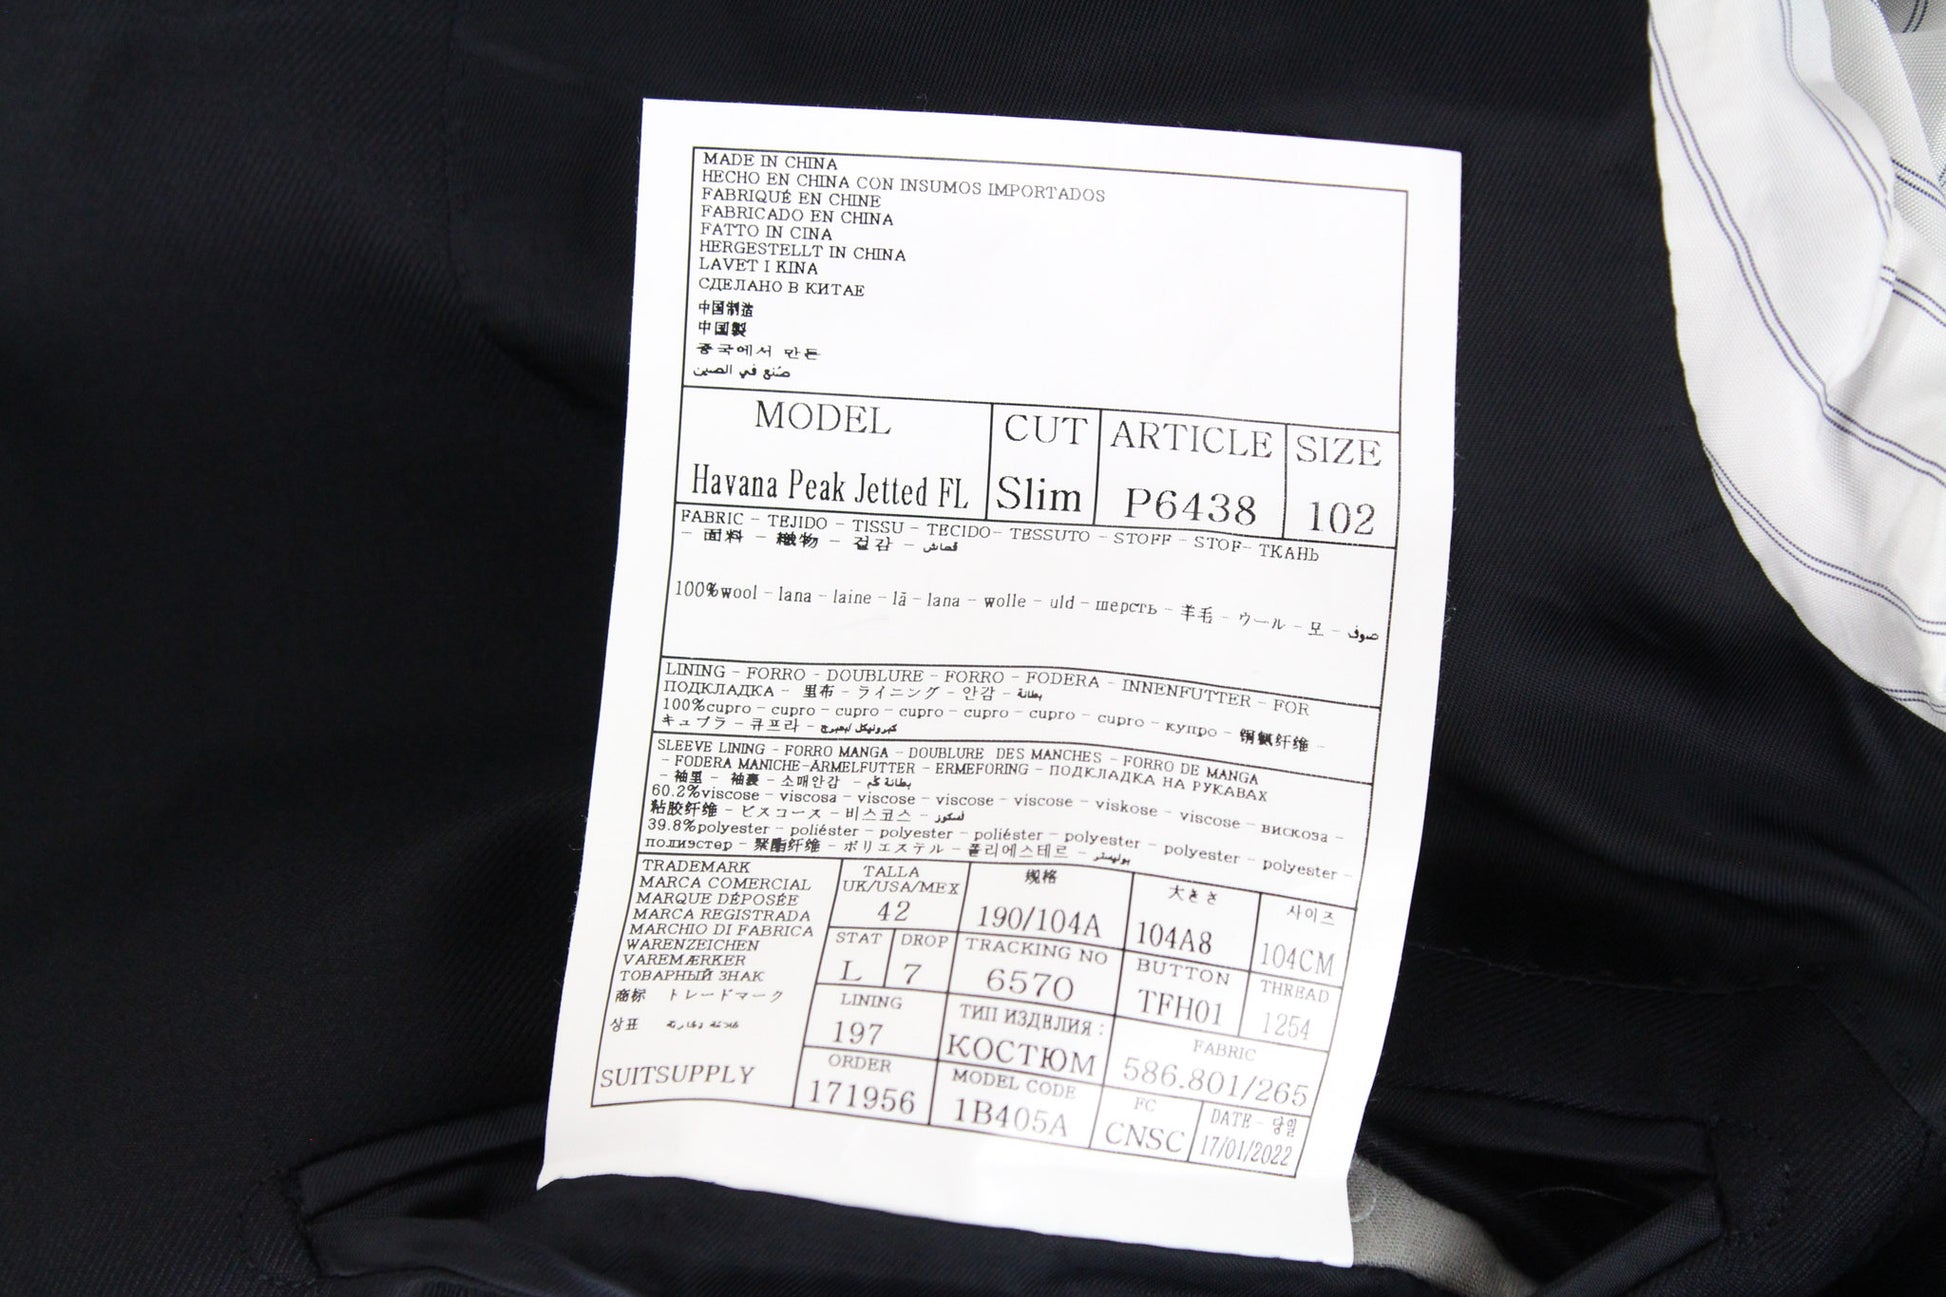 MADE IN CHINA
HECHO EN CHINA CON INSUMOS IMPORTADOS
FABRIQUÉ EN CHINE
FABRICADO EN CHINA
FATTO IN CINA
HERGESTELLT IN CHINA
LAVET I KINA
СДЕЛАНО В КИТАЕ
中国制造
中国製
중국에서 만든
صنع في الصين
MODEL CUT ARTICLE SIZE
Havana Peak Jetted FL Slim P6438 102
FABRIC - TEJIDO - TISSU - TECIDO- TESSUTO - STOFF - STOF- ТКАНЬ
- 面料 - 織物 - 겉감 - قماش
100%wool - lana - laine - lã - lana - wolle - uld - шерсть - 羊毛 - ウール - 모 - صوف
LINING - FORRO - DOUBLURE - FORRO - FODERA - INNENFUTTER - FOR
ПОДКЛАДКА - 里布 - ライニング - 안감 - بطانة
100%cupro - cupro - cupro - cupro - cupro - cupro - cupro - купро - 铜氨纤维 -
キュプラ - 큐프라 -
SLEEVE LINING - FORRO MANGA - DOUBLURE DES MANCHES - FORRO DE MANGA
- FODERA MANICHE-ÄRMELFUTTER - ERMEFORING - ПОДКЛАДКА НА РУКАВАХ
- 袖里 - 袖裏 - 소매안감 - بطانة كم
60.2%viscose - viscosa - viscose - viscose - viscose - viskose - viscose - вискоза -
粘胶纤维 - ビスコース - 비스코스 -
39.8%polyester - poliéster - polyester - poliéster - polyester - polyester - polyester -
полиэстер - 聚酯纤维 - ポリエステル - 폴리에스테르 - بوليستر
TRADEMARK
MARCA COMERCIAL
MARQUE DÉPOSÉE
MARCA REGISTRADA
MARCHIO DI FABRICA
WARENZEICHEN
VAREMÆRKER
ТОВАРНЫЙ ЗНАК
商标 トレードマーク
상표
SUITSUPPLY
TALLA
UK/USA/MEX
42
规格
190/104A
大きさ
104A8
사이즈
104CM
STAT
L
DROP
7
TRACKING NO
6570
BUTTON
TFH01
THREAD
1254
LINING
197
ТИП ИЗДЕЛИЯ :
КОСТЮМ
FABRIC
586.801/265
ORDER
171956
MODEL CODE
1B405A
FC
CNSC
DATE -
17/01/2022